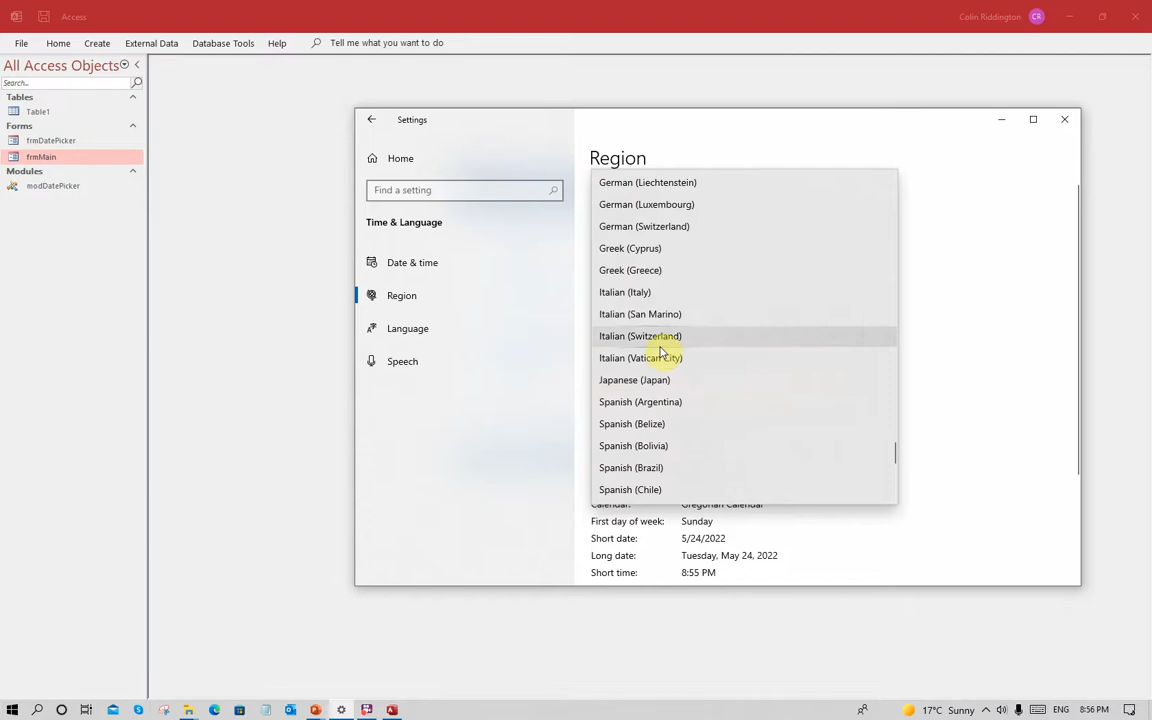 Access
Colin Riddington CR
File Home Create External Data Database Tools Help Tell me what you want to do
All Access Objects
Search...
Tables
Table1
Forms
frmDatePicker
frmMain
Modules
modDatePicker
Settings
Home
Find a setting
Time & Language
Date & time
Region
Language
Speech
Region
German (Liechtenstein)
German (Luxembourg)
German (Switzerland)
Greek (Cyprus)
Greek (Greece)
Italian (Italy)
Italian (San Marino)
Italian (Switzerland)
Italian (Vatican City)
Japanese (Japan)
Spanish (Argentina)
Spanish (Belize)
Spanish (Bolivia)
Spanish (Brazil)
Spanish (Chile)
Calendar: Gregorian Calendar
First day of week: Sunday
Short date: 5/24/2022
Long date: Tuesday, May 24, 2022
Short time: 8:55 PM
17°C Sunny ENG 8:56 PM